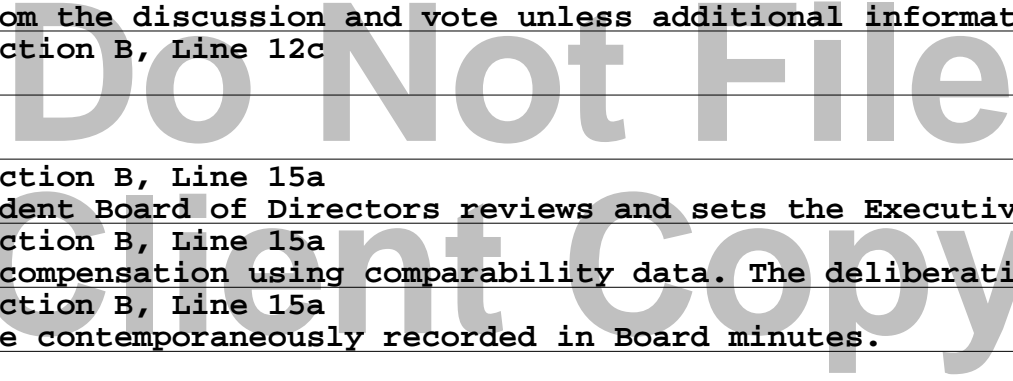 om the discussion and vote unless additional informat
ction B, Line 12c
Do Not File
ction B, Line 15a
dent Board of Directors reviews and sets the Executiv
ction B, Line 15a
compensation using comparability data. The deliberati
ction B, Line 15a
e contemporaneously recorded in Board minutes.
Client Copy